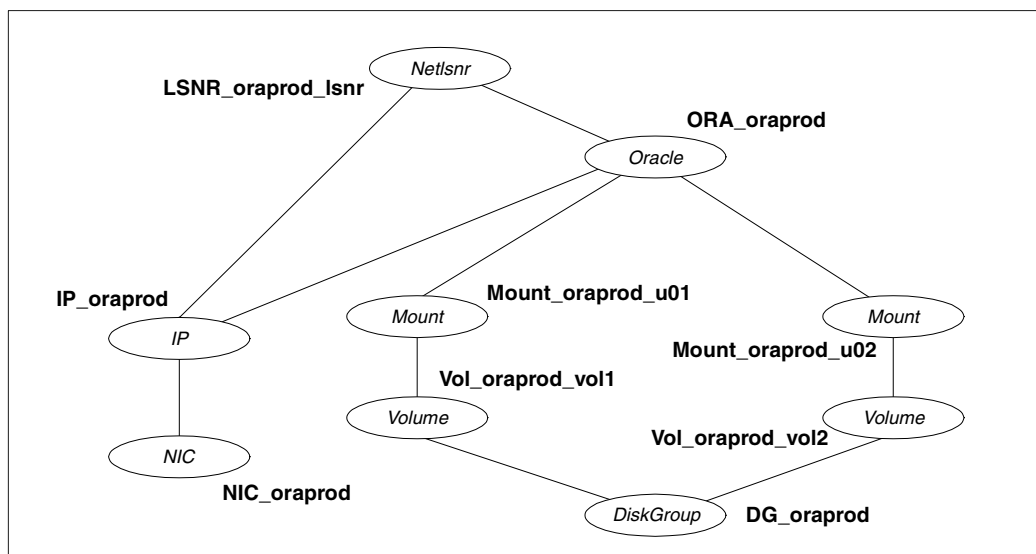 Netlsnr
LSNR_oraprod_lsnr
ORA_oraprod
Oracle
IP_oraprod
Mount_oraprod_u01
IP
Mount
Mount
Mount_oraprod_u02
Vol_oraprod_vol1
Volume
Volume
Vol_oraprod_vol2
NIC
NIC_oraprod
DiskGroup
DG_oraprod